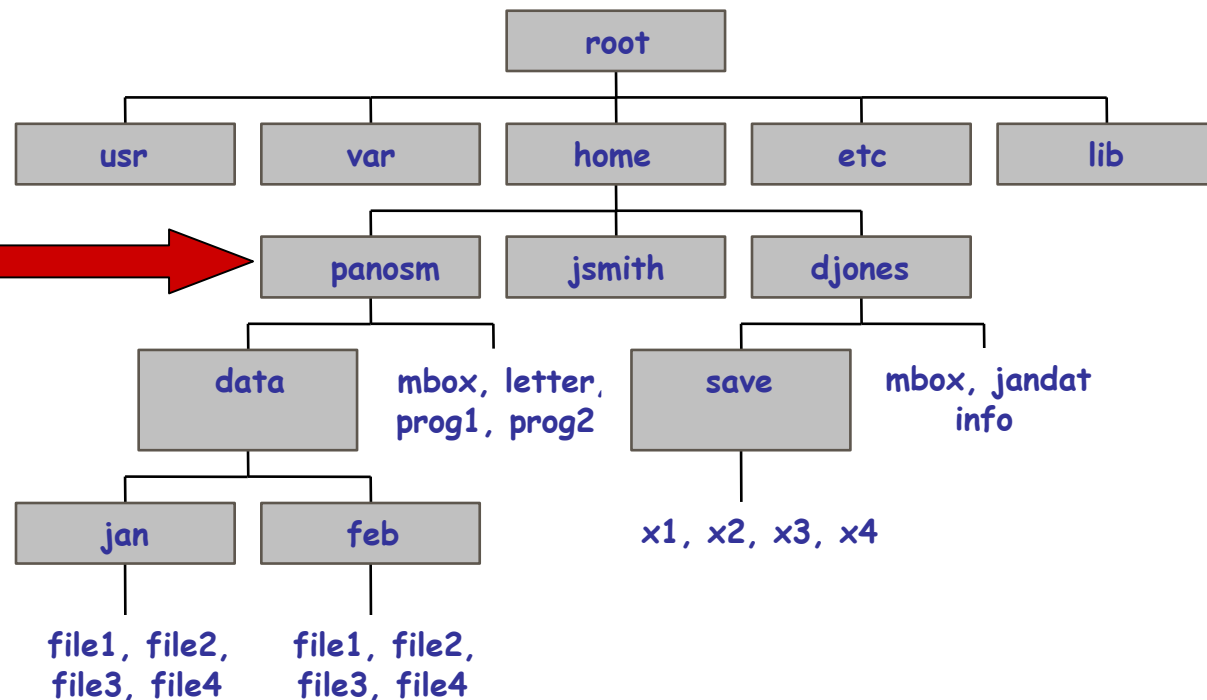 root
usr
var
home
etc
lib
panosm
jsmith
djones
data
mbox, letter,
prog1, prog2
save
mbox, jandat
info
jan
feb
x1, x2, x3, x4
file1, file2,
file3, file4
file1, file2,
file3, file4